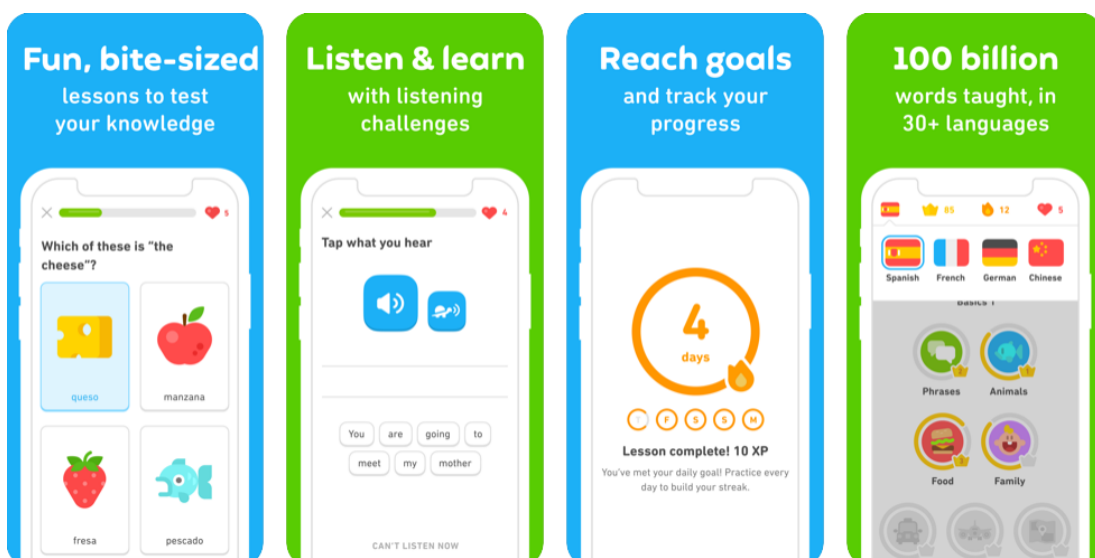 Fun, bite-sized
lessons to test
your knowledge
5
Which of these is "the
cheese"?
queso
manzana
fresa
pescado
Listen & learn
with listening
challenges
4
Tap what you hear
You are going to
meet my mother
CAN'T LISTEN NOW
Reach goals
and track your
progress
4
days
F S S M
Lesson complete! 10 XP
You've met your daily goal! Practice every
day to build your streak.
100 billion
words taught, in
30+ languages
85 12 5
Spanish French German Chinese
Basics 1
Phrases Animals
Food Family